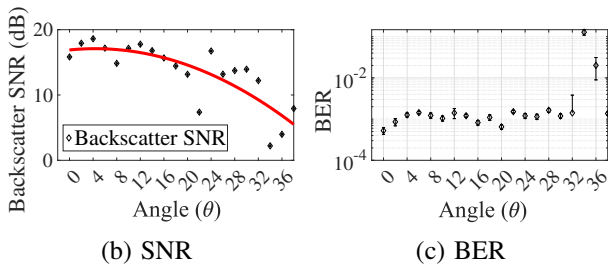 Backscatter SNR (dB)
20
10
0
Backscatter SNR
0 4 8 12 16 20 24 28 32 36
Angle (θ)
(b) SNR
BER
10^-2
10^-4
0 4 8 12 16 20 24 28 32 36
Angle (θ)
(c) BER